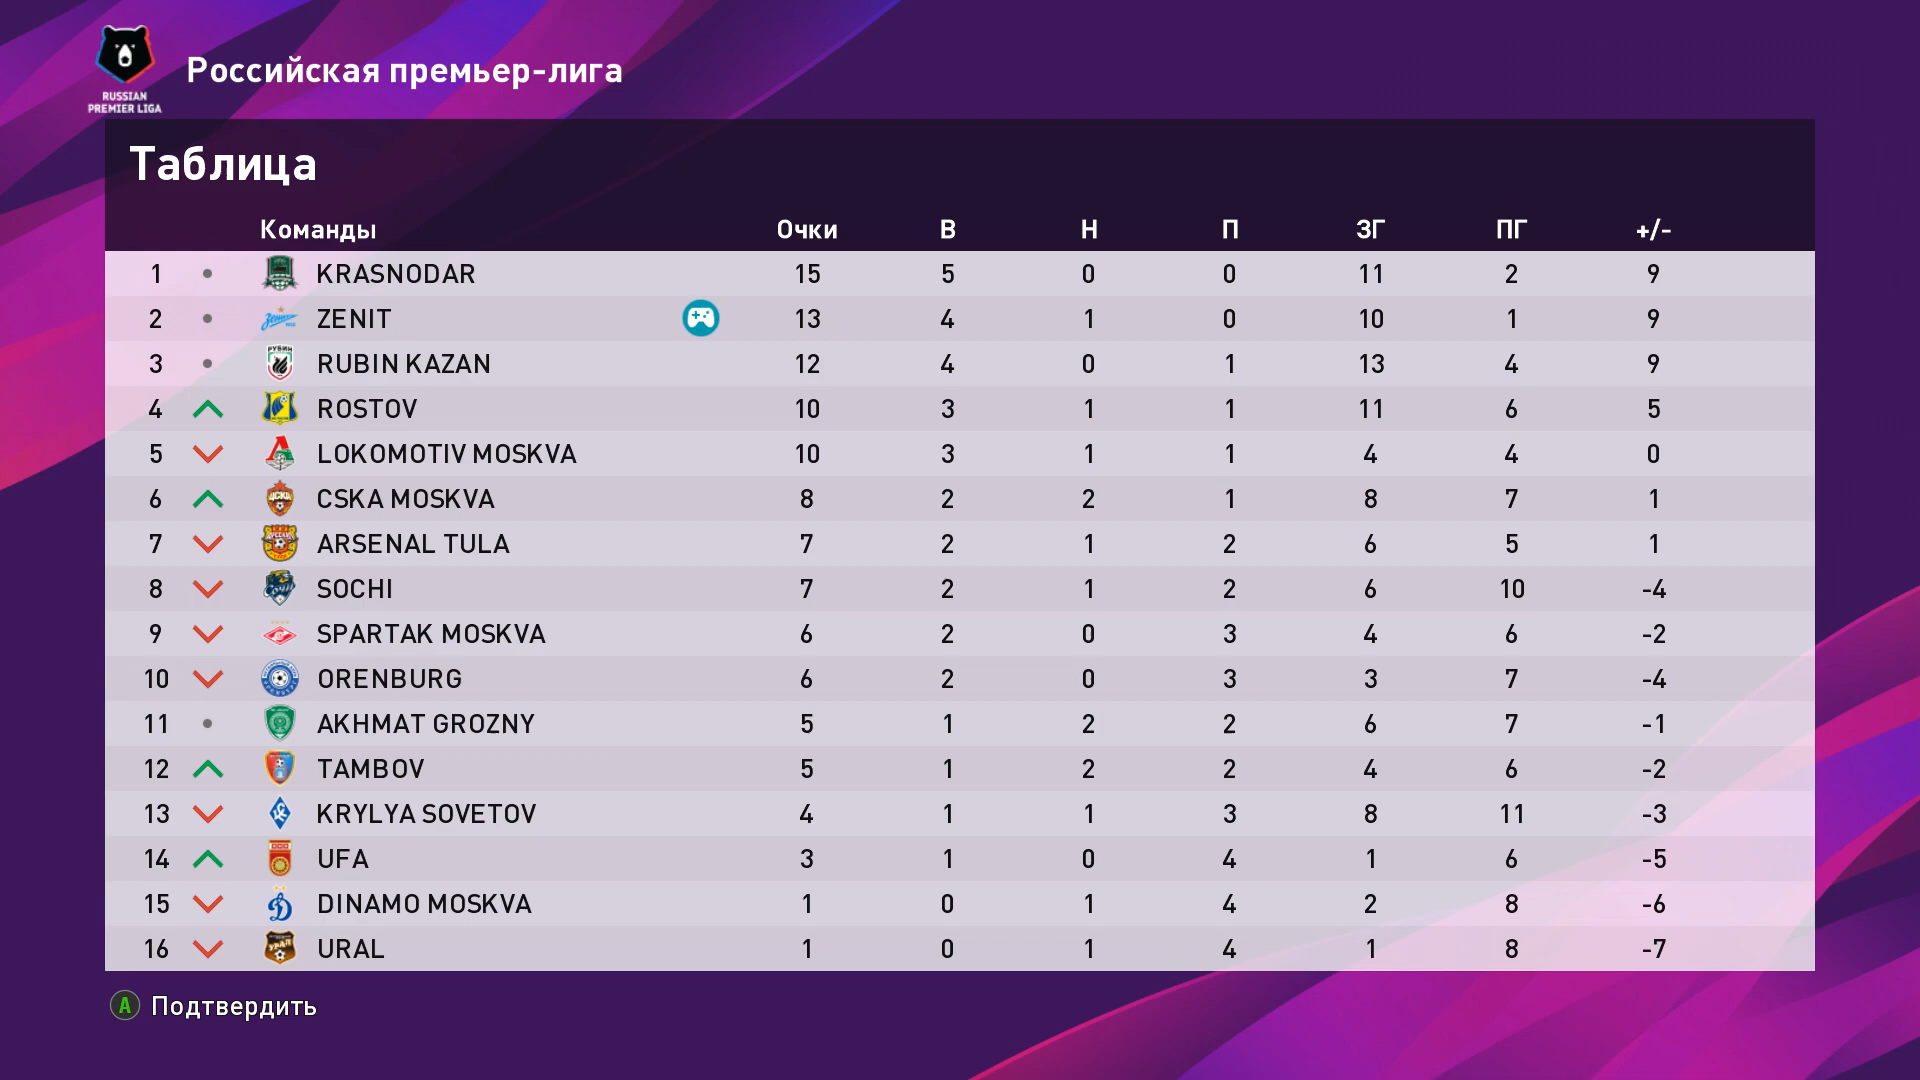 RUSSIAN
PREMIER LIGA
Российская премьер-лига
Таблица
Команды Очки В Н П ЗГ ПГ +/-
1 KRASNODAR 15 5 0 0 11 2 9
2 ZENIT 13 4 1 0 10 1 9
3 RUBIN KAZAN 12 4 0 1 13 4 9
4 ROSTOV 10 3 1 1 11 6 5
5 LOKOMOTIV MOSKVA 10 3 1 1 4 4 0
6 CSKA MOSKVA 8 2 2 1 8 7 1
7 ARSENAL TULA 7 2 1 2 6 5 1
8 SOCHI 7 2 1 2 6 10 -4
9 SPARTAK MOSKVA 6 2 0 3 4 6 -2
10 ORENBURG 6 2 0 3 3 7 -4
11 AKHMAT GROZNY 5 1 2 2 6 7 -1
12 TAMBOV 5 1 2 2 4 6 -2
13 KRYLYA SOVETOV 4 1 1 3 8 11 -3
14 UFA 3 1 0 4 1 6 -5
15 DINAMO MOSKVA 1 0 1 4 2 8 -6
16 URAL 1 0 1 4 1 8 -7
A Подтвердить